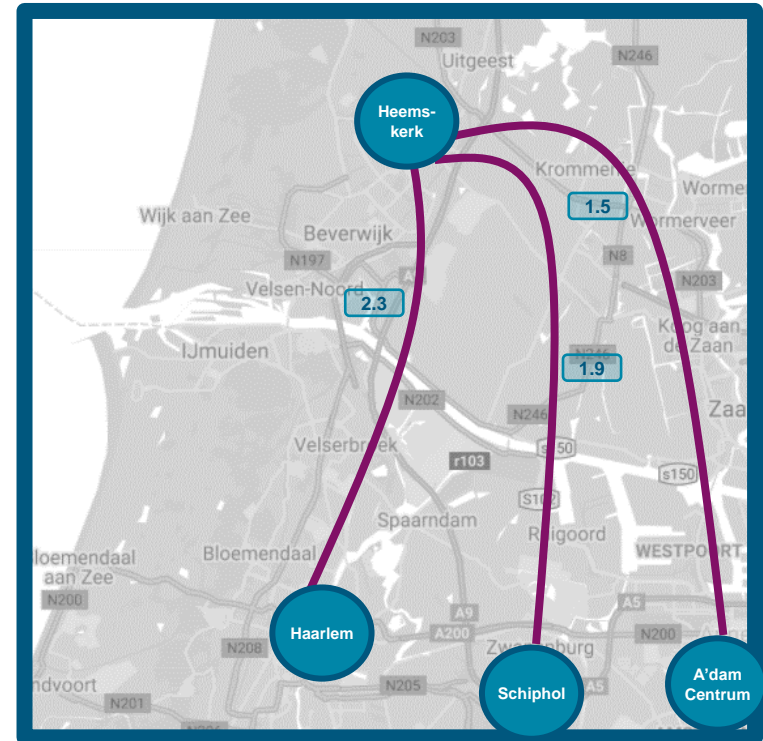 N203
N246
Uitgeest
Heems-
kerk
Krommenie
Wormer
1.5
Wijk aan Zee
Wormerveer
Beverwijk
N8
N197
N203
Velsen-Noord
2.3
Koog aan
de Zaan
IJmuiden
N246
1.9
N202
N246
Zaa
Velserbroek
s150
r103
s150
S102
Spaarndam
Ruigoord
WESTPOORT
Bloemendaal
Bloemendaal
aan Zee
N200
A5
A9
Haarlem
A200
N200
N208
Zwanenburg
A'dam
Centrum
ndvoort
N205
Schiphol
A5
N201